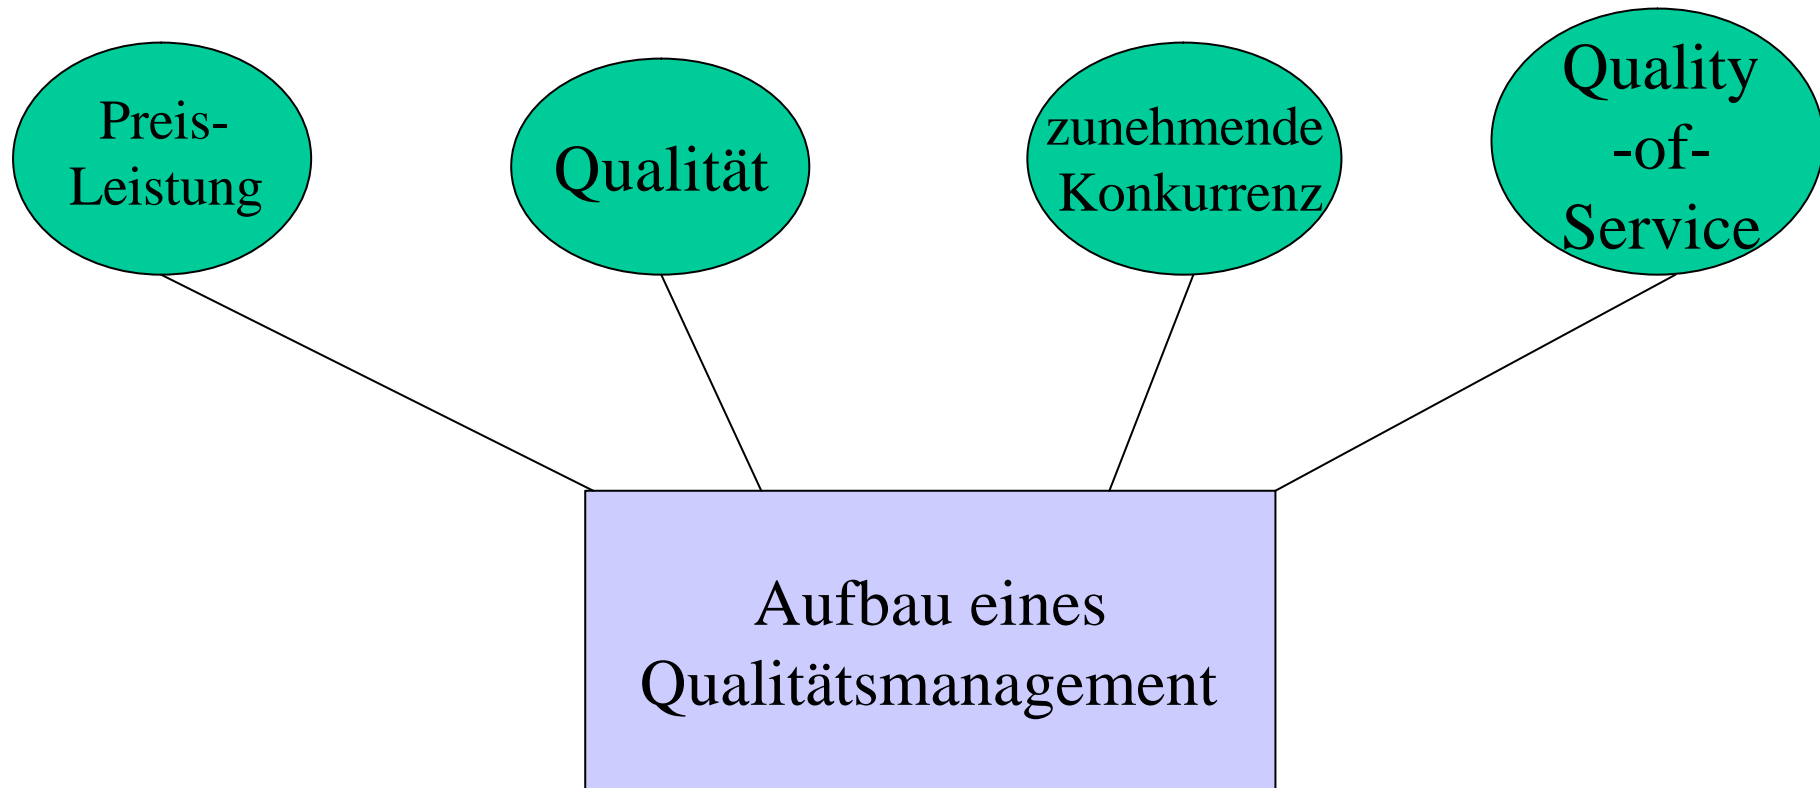 Preis-
Leistung
Qualität
zunehmende
Konkurrenz
Quality
-of-
Service
Aufbau eines
Qualitätsmanagement